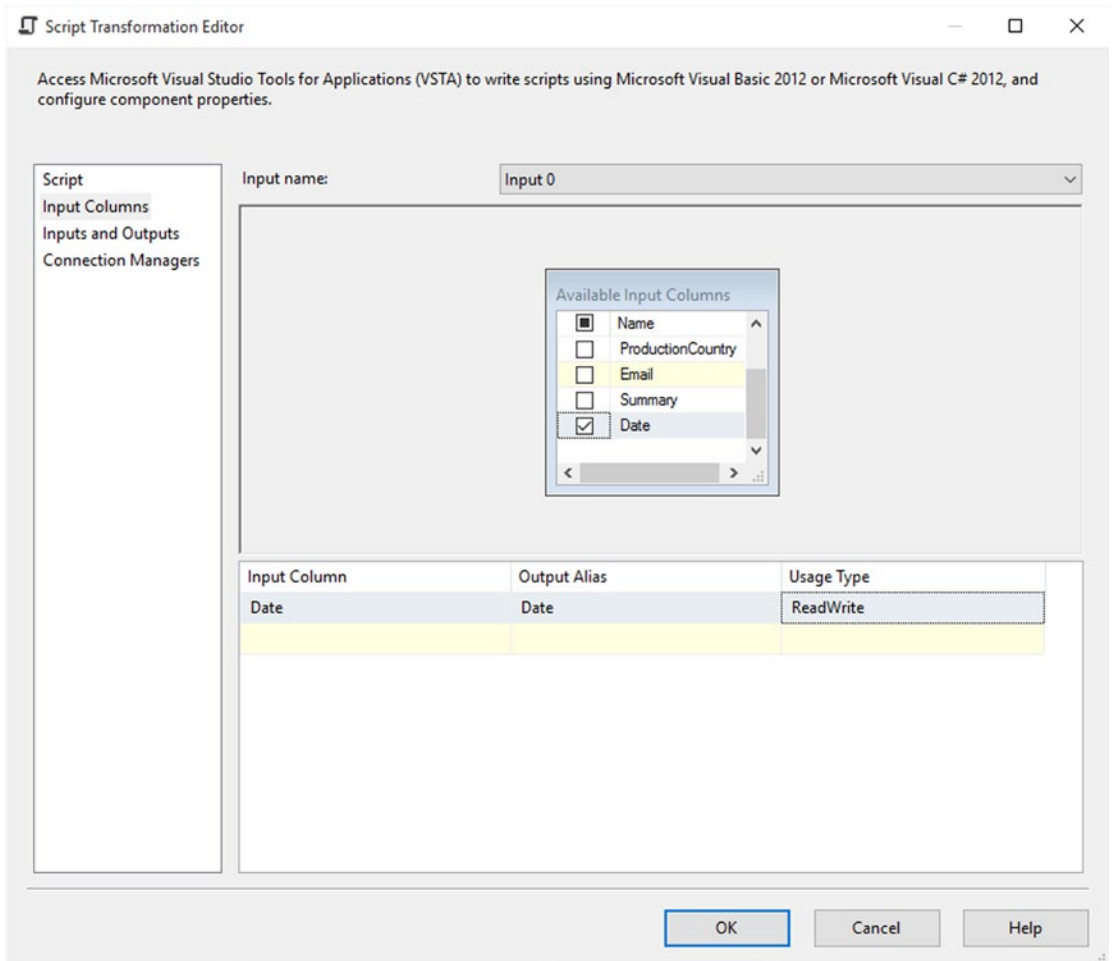 Script Transformation Editor
Access Microsoft Visual Studio Tools for Applications (VSTA) to write scripts using Microsoft Visual Basic 2012 or Microsoft Visual C# 2012, and
configure component properties.
Script
Input Columns
Inputs and Outputs
Connection Managers
Input name:
Input 0
Available Input Columns
Name
ProductionCountry
Email
Summary
Date
Input Column Output Alias Usage Type
Date Date ReadWrite
OK Cancel Help